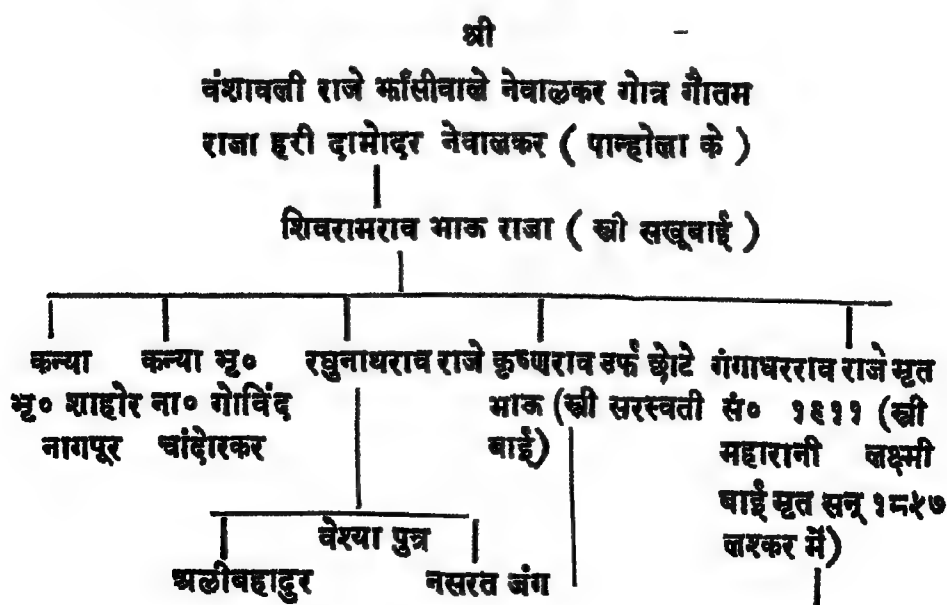 श्री
वंशावली राजे झाँसीवाले नेवालकर गोत्र गौतम
राजा हरी दामोदर नेवालकर ( पान्होला के )
शिवरामराव भाऊ राजा ( स्त्री सखूबाई )
कन्या
भृ० शाहोर
नागपूर
कन्या भृ०
ना० गोविंद
चांदोरकर
रघुनाथराव राजे
कृष्णराव उर्फ छोटे
भाऊ (स्त्री सरस्वती
बाई)
गंगाधरराव राजे मृत
सं० १९११ (स्त्री
महारानी लक्ष्मी
बाई मृत सन् १८५७
लश्कर में)
वेश्या पुत्र
अलीबहादुर
नसरत जंग